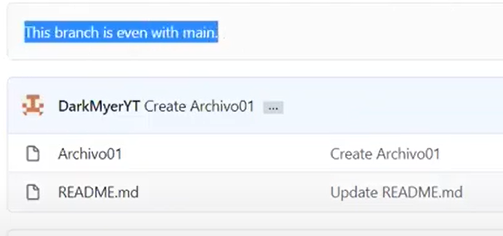 This branch is even with main.
DarkMyerYT Create Archivo01 ...
Archivo01 Create Archivo01
README.md Update README.md